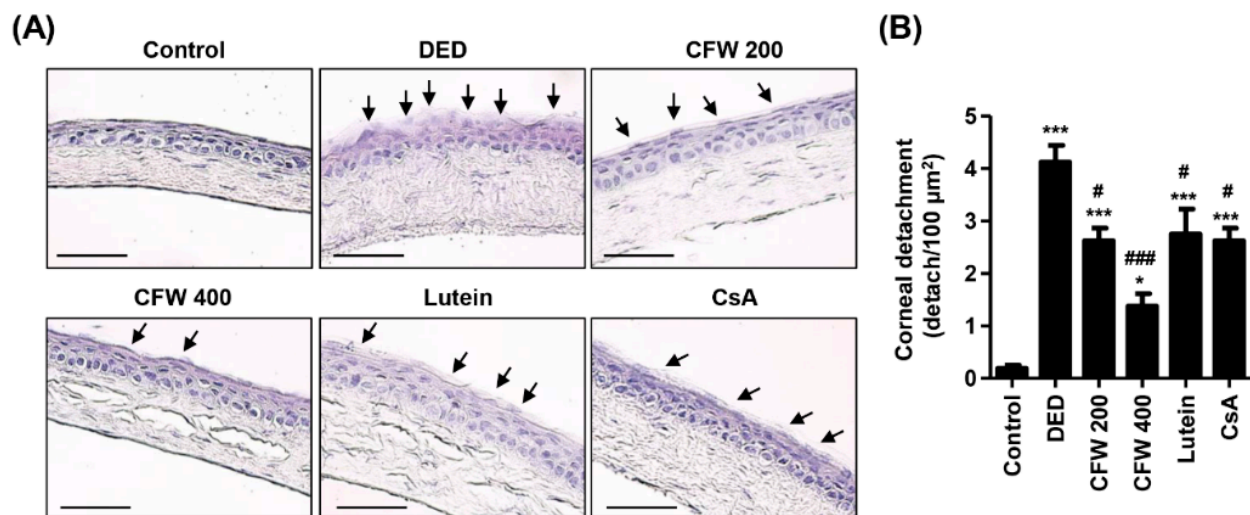 (A)
Control
DED
CFW 200
CFW 400
Lutein
CsA
(B)
Corneal detachment
(detach/100 µm²)
5
4
3
2
1
0
***
#
***
###
*
#
***
#
***
Control
DED
CFW 200
CFW 400
Lutein
CsA